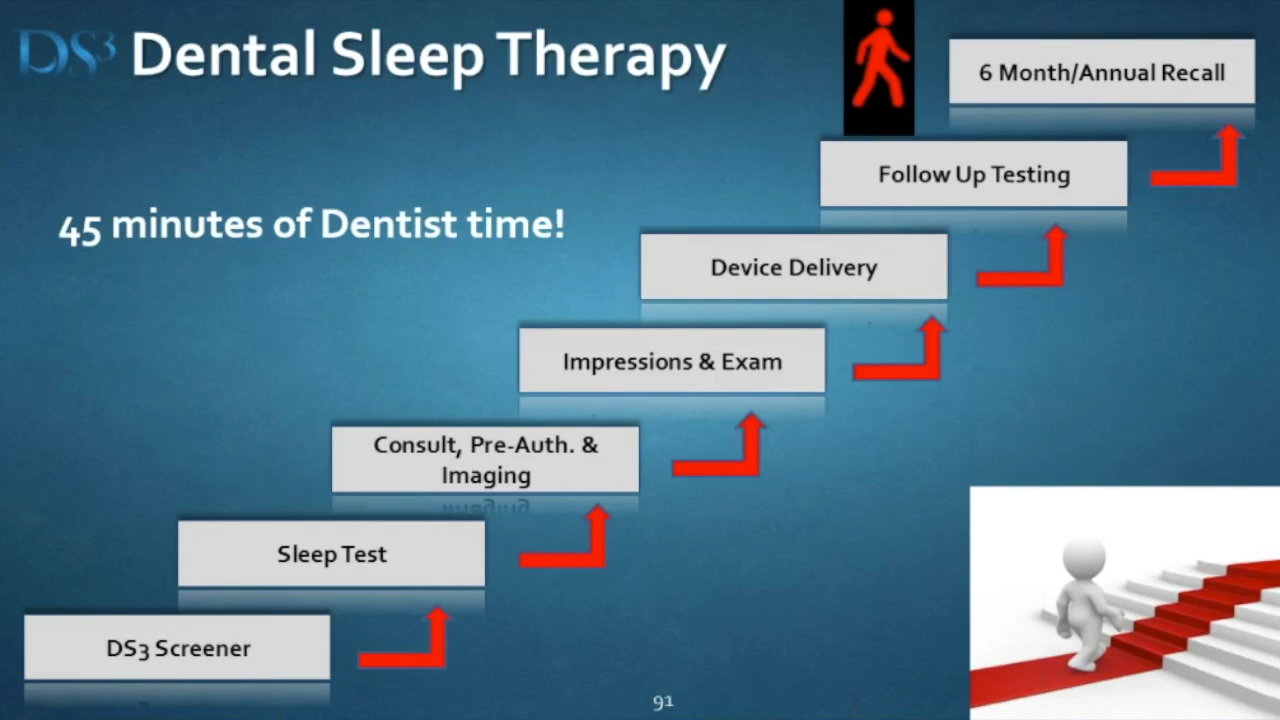 DS³ Dental Sleep Therapy
6 Month/Annual Recall
Follow Up Testing
45 minutes of Dentist time!
Device Delivery
Impressions & Exam
Consult, Pre-Auth. &
Imaging
Sleep Test
DS3 Screener
91